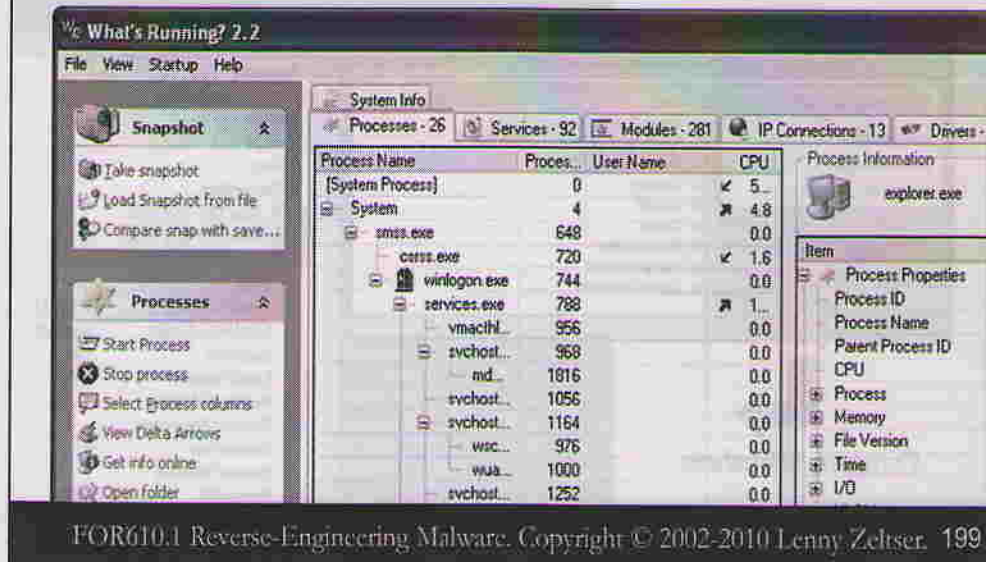 What's Running? 2.2
File View Startup Help
Snapshot
Take snapshot
Load Snapshot from file
Compare snap with save...
Processes
Start Process
Stop process
Select Process columns
View Delta Arrows
Get info online
Open folder
System Info
Processes - 26 Services - 92 Modules - 281 IP Connections - 13 Drivers -
Process Name Proces... User Name CPU
[System Process] 0 5...
System 4 4.8
smss.exe 648 0.0
csrss.exe 720 1.6
winlogon.exe 744 0.0
services.exe 788 1...
vmacthl... 956 0.0
svchost... 968 0.0
md... 1816 0.0
svchost... 1056 0.0
svchost... 1164 0.0
wsc... 976 0.0
wua... 1000 0.0
svchost... 1252 0.0
Process Information
explorer.exe
Item
Process Properties
Process ID
Process Name
Parent Process ID
CPU
Process
Memory
File Version
Time
I/O
FOR610.1 Reverse-Engineering Malware. Copyright © 2002-2010 Lenny Zeltser. 199